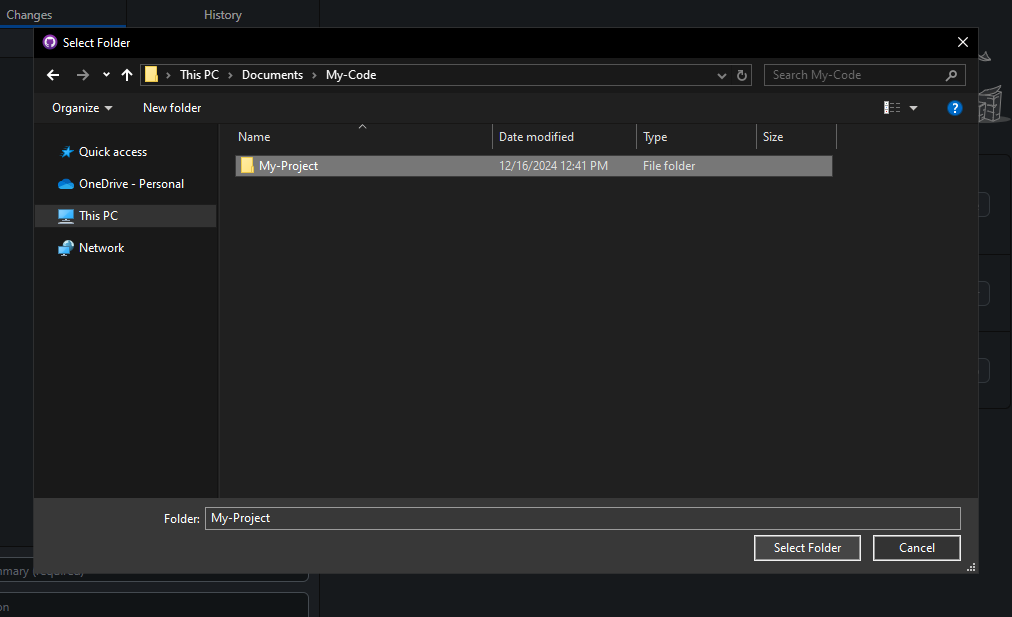 Changes History
Select Folder
This PC Documents My-Code
Search My-Code
Organize New folder
?
Name Date modified Type Size
My-Project 12/16/2024 12:41 PM File folder
Quick access
OneDrive - Personal
This PC
Network
Folder: My-Project
Select Folder Cancel
(required)